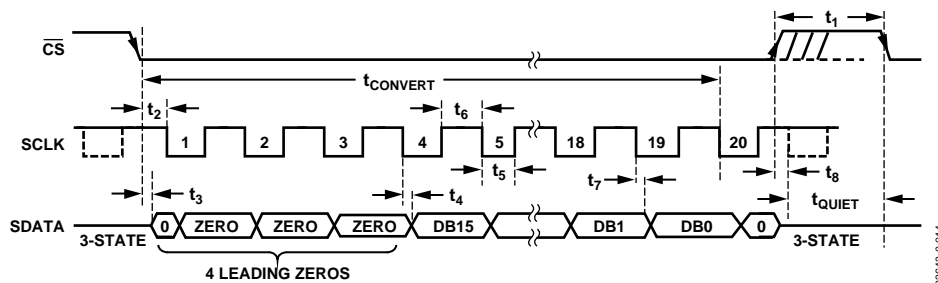 t1
CS
tCONVERT
t2 t6
SCLK 1 2 3 4 5 18 19 20
t5 t8
t3 t4 t7 tQUIET
SDATA 0 ZERO ZERO ZERO DB15 DB1 DB0 0
3-STATE 3-STATE
4 LEADING ZEROS